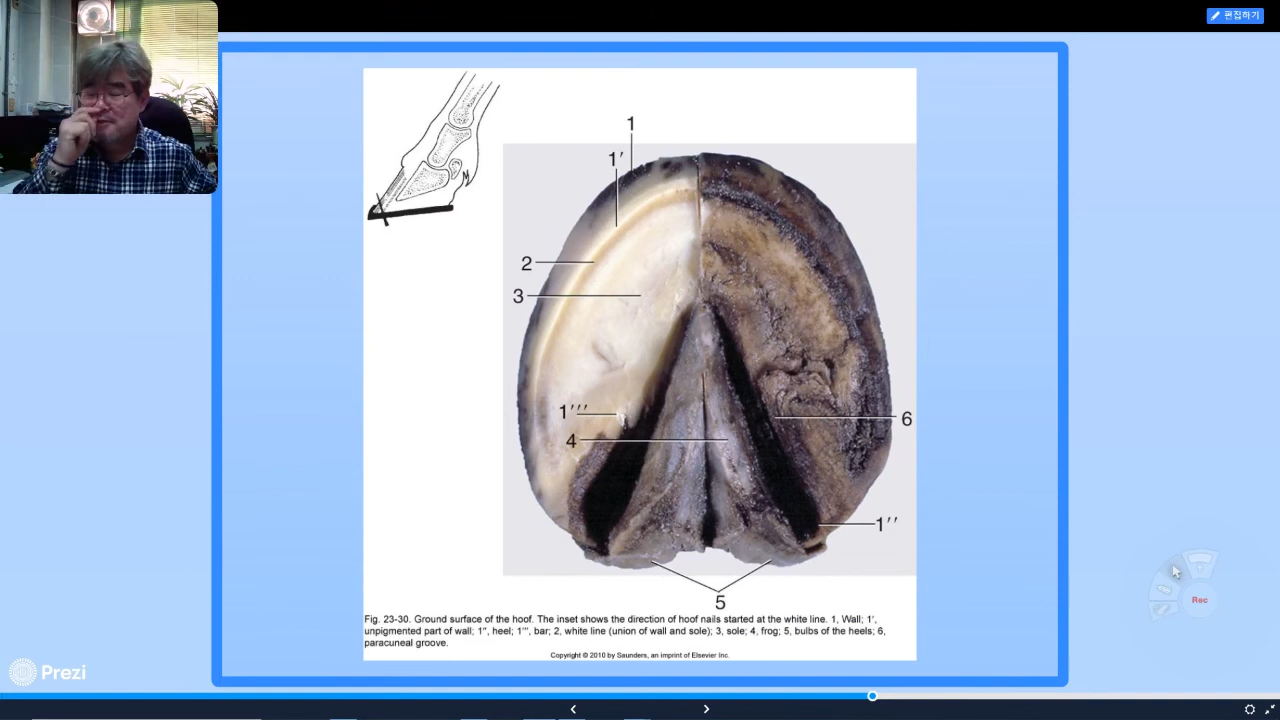 편집하기
1
1′
2
3
1′′′
4
6
1′′
5
Rec
Fig. 23-30. Ground surface of the hoof. The inset shows the direction of hoof nails started at the white line. 1, Wall; 1′,
unpigmented part of wall; 1″, heel; 1‴, bar; 2, white line (union of wall and sole); 3, sole; 4, frog; 5, bulbs of the heels; 6,
paracuneal groove.
Copyright © 2010 by Saunders, an imprint of Elsevier Inc.
Prezi